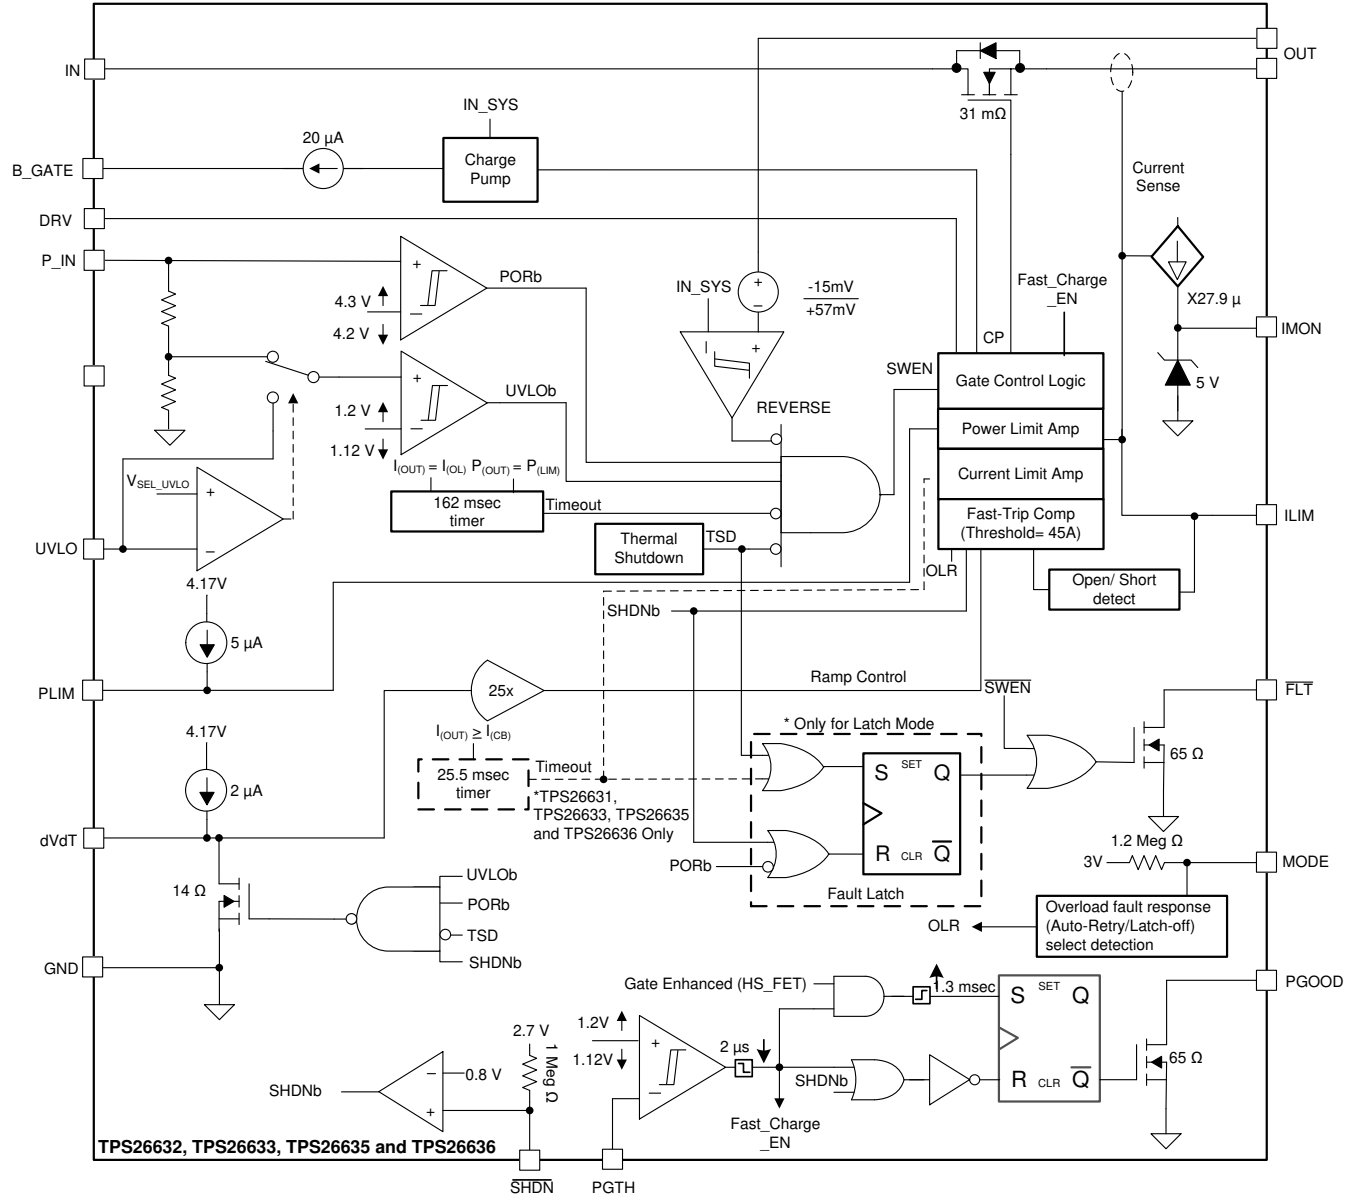 IN
OUT
31 mΩ
IN_SYS
20 µA
Charge
Pump
B_GATE
Current
Sense
DRV
P_IN
PORb
4.3 V
4.2 V
IN_SYS
+
−
-15mV
+57mV
Fast_Charge
_EN
X27.9 µ
IMON
CP
5 V
SWEN
Gate Control Logic
UVLOb
1.2 V
1.12 V
REVERSE
Power Limit Amp
I(OUT) = I(OL) P(OUT) = P(LIM)
Current Limit Amp
VSEL_UVLO
162 msec
timer
Timeout
Fast-Trip Comp
(Threshold= 45A)
ILIM
UVLO
Thermal
Shutdown
TSD
OLR
Open/ Short
detect
4.17V
SHDNb
5 µA
PLIM
25x
Ramp Control
SWEN
FLT
* Only for Latch Mode
4.17V
I(OUT) ≥ I(CB)
65 Ω
25.5 msec
timer
Timeout
S SET Q
2 µA
*TPS26631,
TPS26633, TPS26635
and TPS26636 Only
dVdT
R CLR Q
1.2 Meg Ω
3V
MODE
PORb
Fault Latch
14 Ω
UVLOb
PORb
TSD
SHDNb
OLR
Overload fault response
(Auto-Retry/Latch-off)
select detection
GND
Gate Enhanced (HS_FET)
1.3 msec
S SET Q
PGOOD
2.7 V
1 Meg Ω
1.2V
1.12V
2 µs
65 Ω
SHDNb
0.8 V
SHDNb
R CLR Q
Fast_Charge
_EN
TPS26632, TPS26633, TPS26635 and TPS26636
SHDN
PGTH